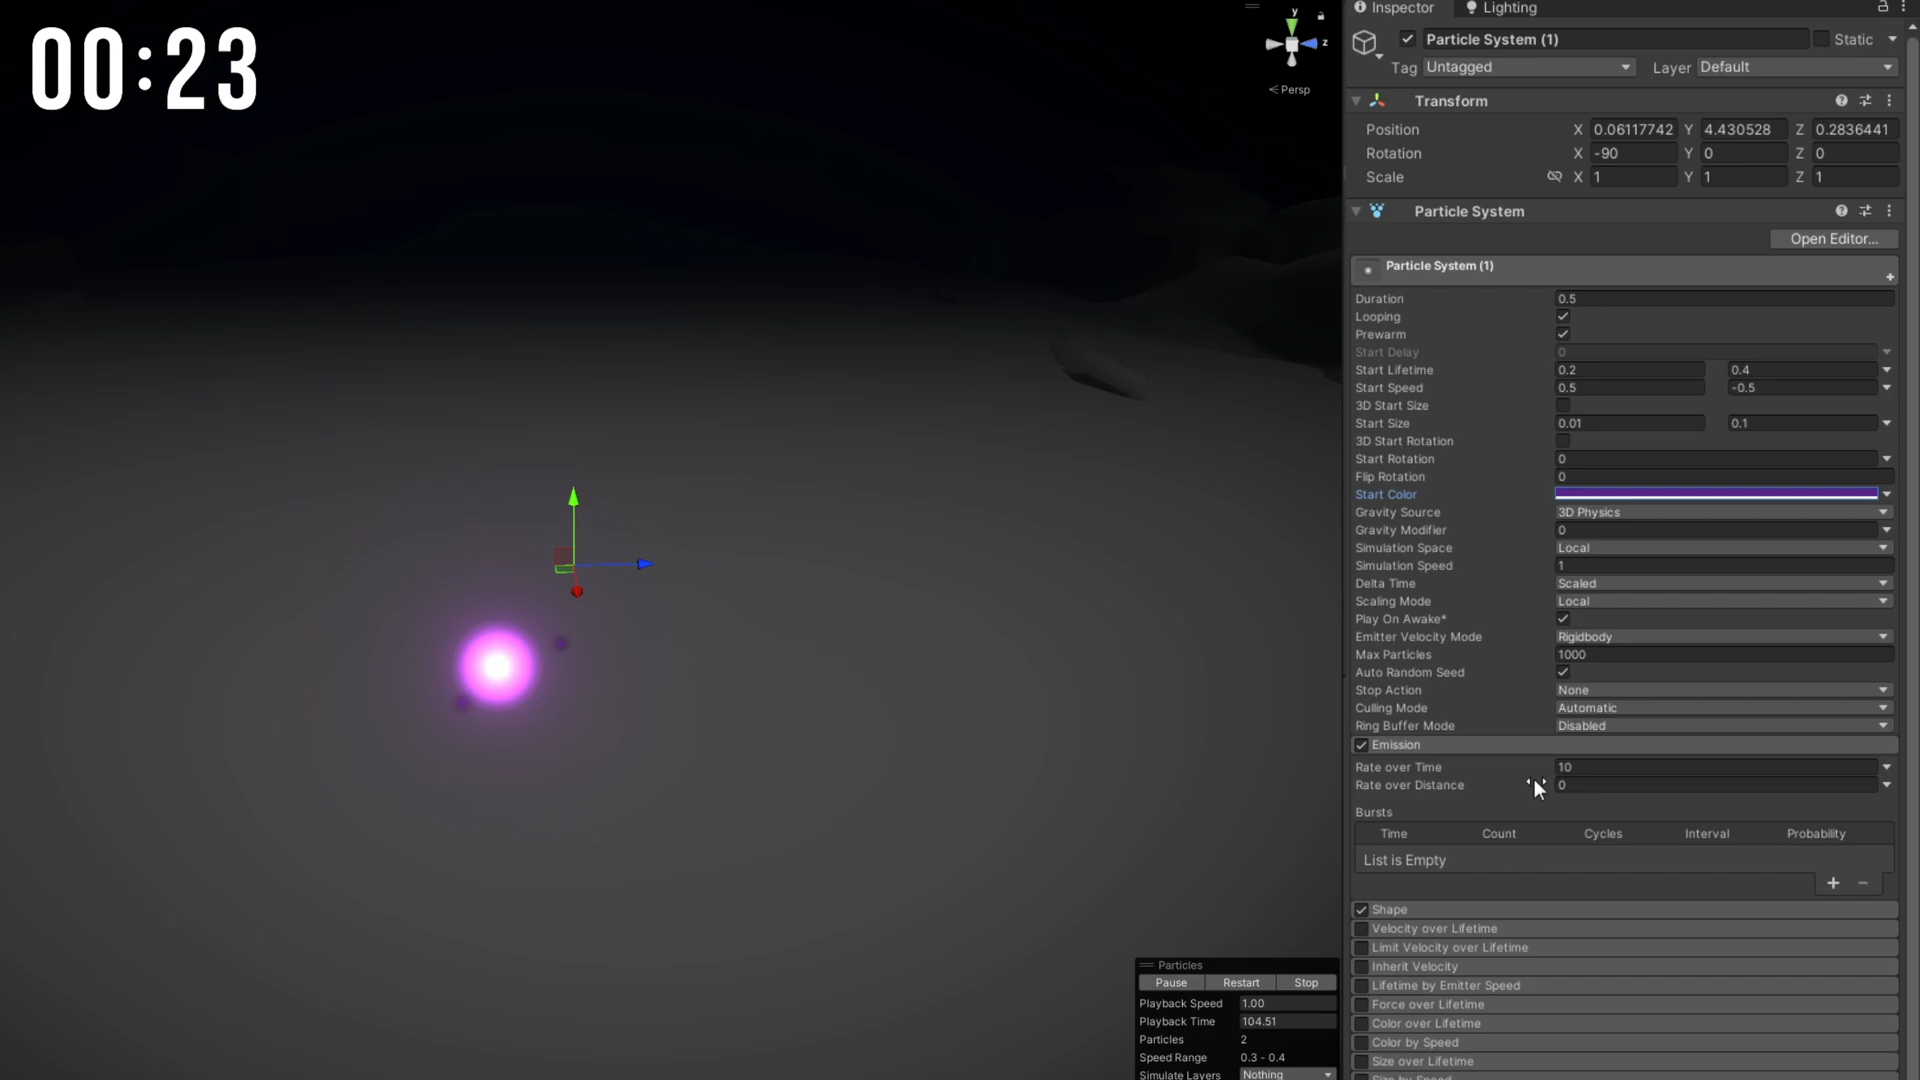 00:23
y
z
Persp
Inspector Lighting
Particle System (1) Static
Tag Untagged Layer Default
Transform
Position X 0.06117742 Y 4.430528 Z 0.2836441
Rotation X -90 Y 0 Z 0
Scale X 1 Y 1 Z 1
Particle System
Open Editor...
Particle System (1)
Duration 0.5
Looping
Prewarm
Start Delay 0
Start Lifetime 0.2 0.4
Start Speed 0.5 -0.5
3D Start Size
Start Size 0.01 0.1
3D Start Rotation
Start Rotation 0
Flip Rotation 0
Start Color
Gravity Source 3D Physics
Gravity Modifier 0
Simulation Space Local
Simulation Speed 1
Delta Time Scaled
Scaling Mode Local
Play On Awake*
Emitter Velocity Mode Rigidbody
Max Particles 1000
Auto Random Seed
Stop Action None
Culling Mode Automatic
Ring Buffer Mode Disabled
Emission
Rate over Time 10
Rate over Distance 0
Bursts
Time Count Cycles Interval Probability
List is Empty
Shape
Velocity over Lifetime
Limit Velocity over Lifetime
Inherit Velocity
Lifetime by Emitter Speed
Force over Lifetime
Color over Lifetime
Color by Speed
Size over Lifetime
Size by Speed
Particles
Pause Restart Stop
Playback Speed 1.00
Playback Time 104.51
Particles 2
Speed Range 0.3 - 0.4
Simulate Layers Nothing